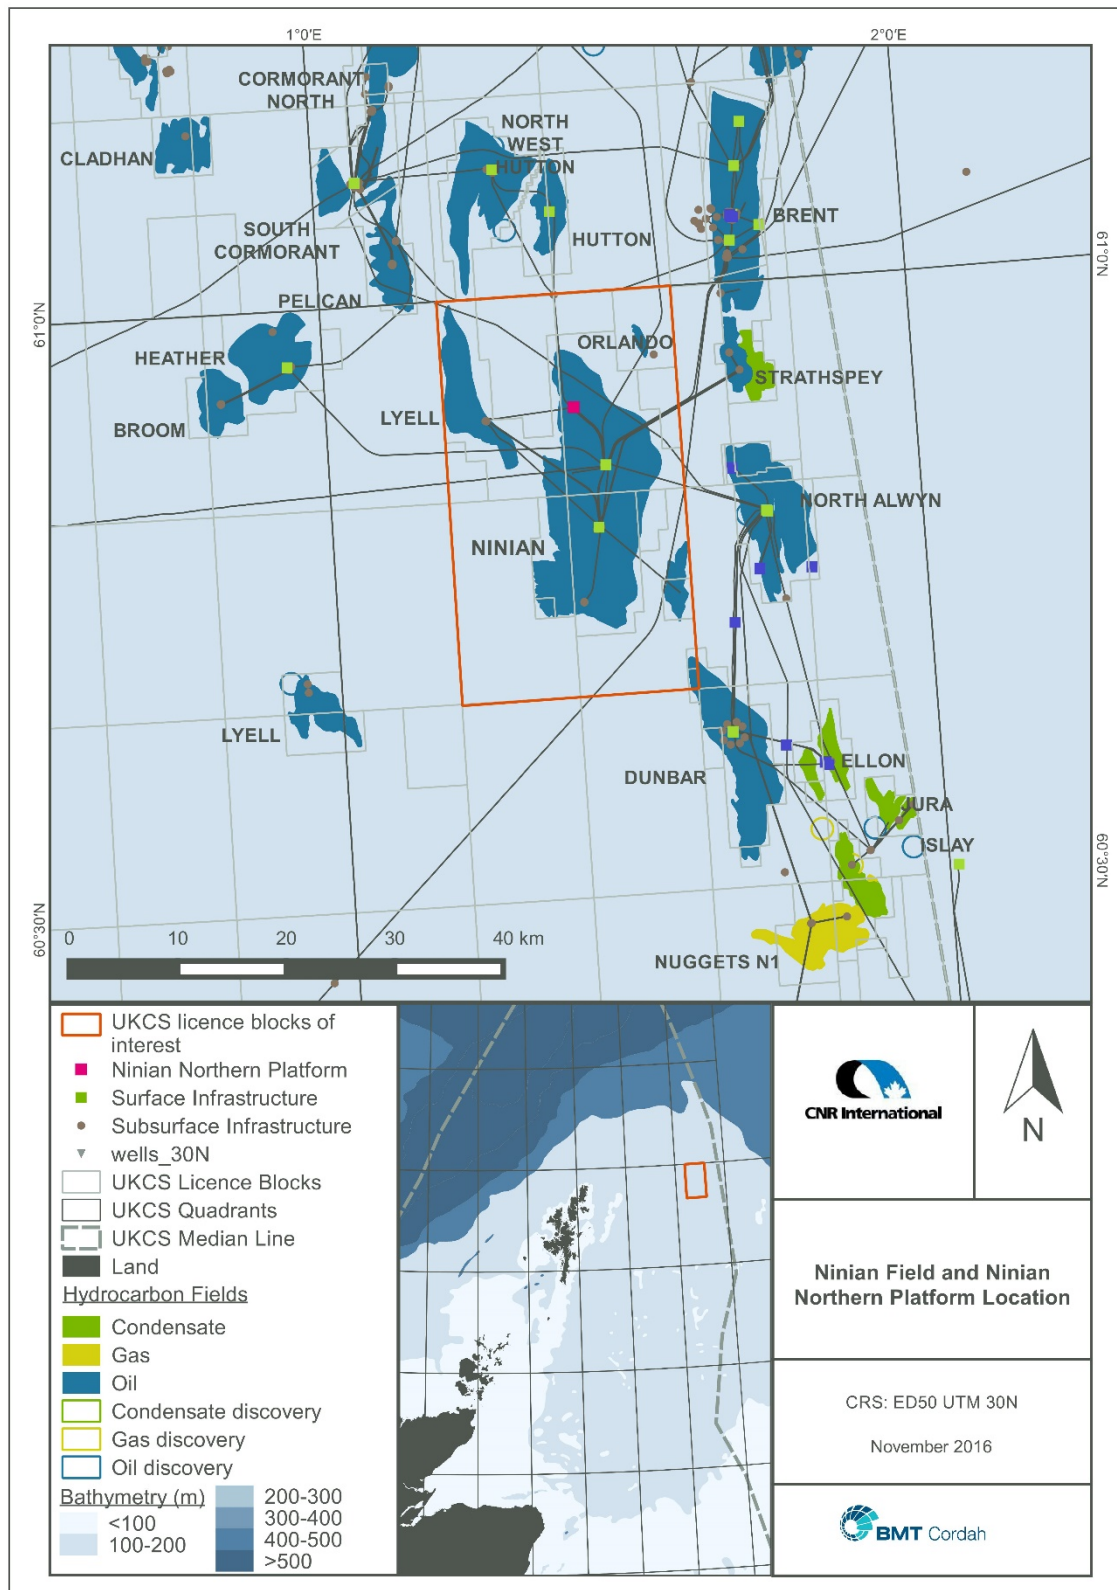 1°0'E
2°0'E
CORMORANT
NORTH
NORTH
WEST
HUTTON
CLADHAN
BRENT
SOUTH
CORMORANT
HUTTON
61°0'N
PELICAN
61°0'N
ORLANDO
HEATHER
STRATHSPEY
LYELL
BROOM
NORTH ALWYN
NINIAN
LYELL
ELLON
DUNBAR
JURA
ISLAY
60°30'N
60°30'N
0 10 20 30 40 km
NUGGETS N1
UKCS licence blocks of
interest
Ninian Northern Platform
Surface Infrastructure
Subsurface Infrastructure
wells_30N
UKCS Licence Blocks
UKCS Quadrants
UKCS Median Line
Land
Hydrocarbon Fields
Condensate
Gas
Oil
Condensate discovery
Gas discovery
Oil discovery
Bathymetry (m)
<100
100-200
200-300
300-400
400-500
>500
CNR International
N
Ninian Field and Ninian
Northern Platform Location
CRS: ED50 UTM 30N
November 2016
BMT Cordah